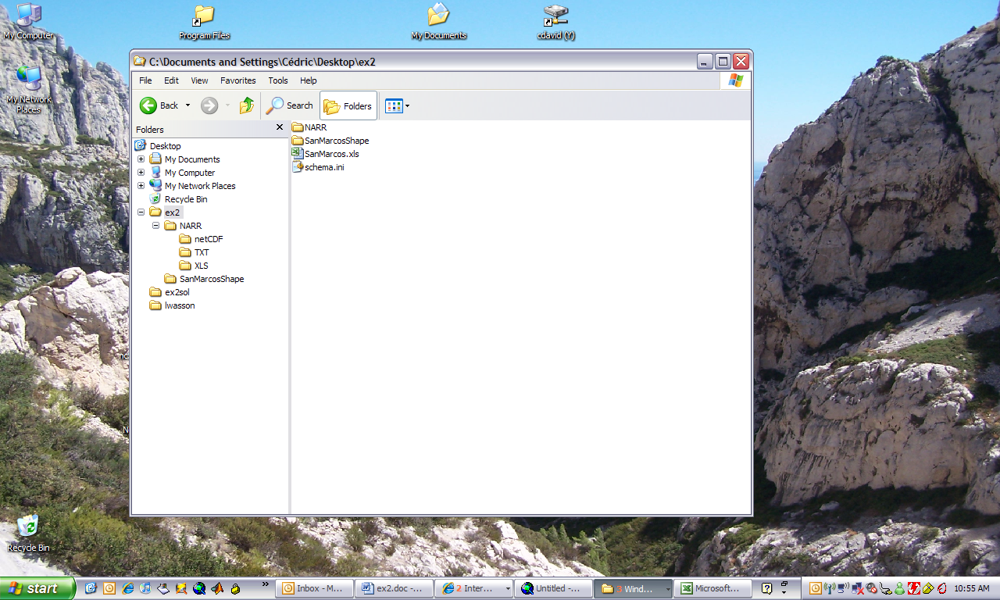 My Computer
Program Files
My Documents
cdavid (Y)
My Network
Places
C:\Documents and Settings\Cédric\Desktop\ex2
File Edit View Favorites Tools Help
Back
Search
Folders
Folders
Desktop
My Documents
My Computer
My Network Places
Recycle Bin
ex2
NARR
netCDF
TXT
XLS
SanMarcosShape
ex2sol
lwasson
NARR
SanMarcosShape
SanMarcos.xls
schema.ini
Recycle Bin
start
Inbox - M...
ex2.doc -...
2 Inter...
Untitled -...
3 Wind...
Microsoft...
10:55 AM